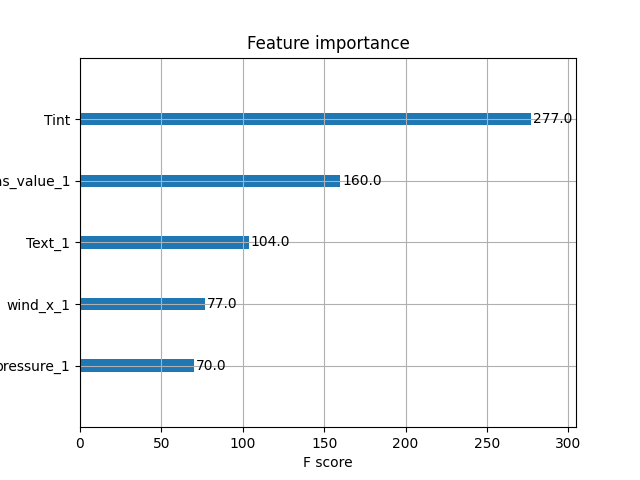 Feature importance
Tint
277.0
s_value_1
160.0
Text_1
104.0
wind_x_1
77.0
pressure_1
70.0
0 50 100 150 200 250 300
F score